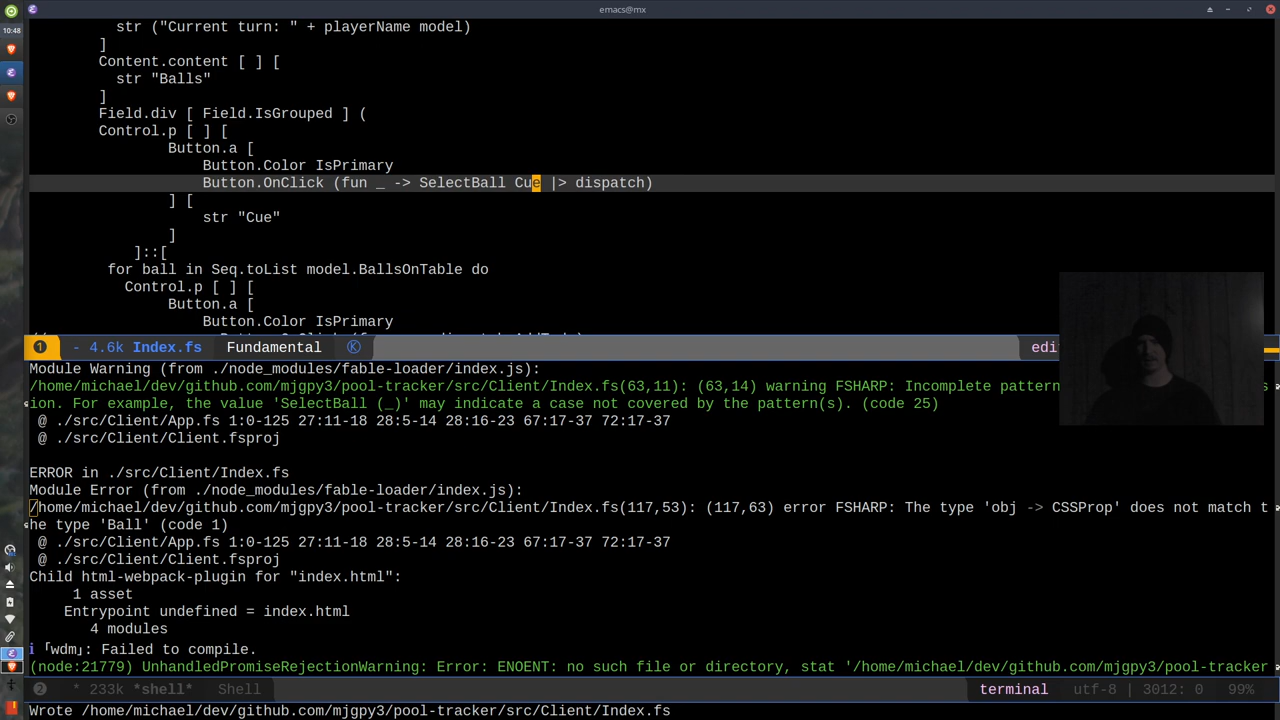 emacs@mx
10:48
str ("Current turn: " + playerName model)
]
Content.content [ ] [
str "Balls"
]
Field.div [ Field.IsGrouped ] (
Control.p [ ] [
Button.a [
Button.Color IsPrimary
Button.OnClick (fun _ -> SelectBall Cue |> dispatch)
] [
str "Cue"
]
]::[
for ball in Seq.toList model.BallsOnTable do
Control.p [ ] [
Button.a [
Button.Color IsPrimary
1 - 4.6k Index.fs Fundamental K edi
Module Warning (from ./node_modules/fable-loader/index.js):
/home/michael/dev/github.com/mjgpy3/pool-tracker/src/Client/Index.fs(63,11): (63,14) warning FSHARP: Incomplete pattern s
ion. For example, the value 'SelectBall (_)' may indicate a case not covered by the pattern(s). (code 25)
@ ./src/Client/App.fs 1:0-125 27:11-18 28:5-14 28:16-23 67:17-37 72:17-37
@ ./src/Client/Client.fsproj
ERROR in ./src/Client/Index.fs
Module Error (from ./node_modules/fable-loader/index.js):
/home/michael/dev/github.com/mjgpy3/pool-tracker/src/Client/Index.fs(117,53): (117,63) error FSHARP: The type 'obj -> CSSProp' does not match t
he type 'Ball' (code 1)
@ ./src/Client/App.fs 1:0-125 27:11-18 28:5-14 28:16-23 67:17-37 72:17-37
@ ./src/Client/Client.fsproj
Child html-webpack-plugin for "index.html":
1 asset
Entrypoint undefined = index.html
4 modules
i ｢wdm｣: Failed to compile.
(node:21779) UnhandledPromiseRejectionWarning: Error: ENOENT: no such file or directory, stat '/home/michael/dev/github.com/mjgpy3/pool-tracker
2 * 233k *shell* Shell terminal utf-8 | 3012: 0 99%
Wrote /home/michael/dev/github.com/mjgpy3/pool-tracker/src/Client/Index.fs